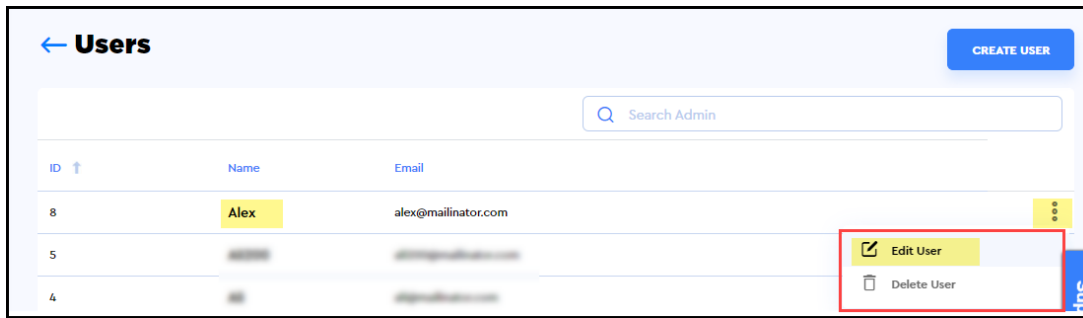 ← Users
CREATE USER
Search Admin
ID ↑ Name Email
8 Alex alex@mailinator.com
5
Edit User
4
Delete User